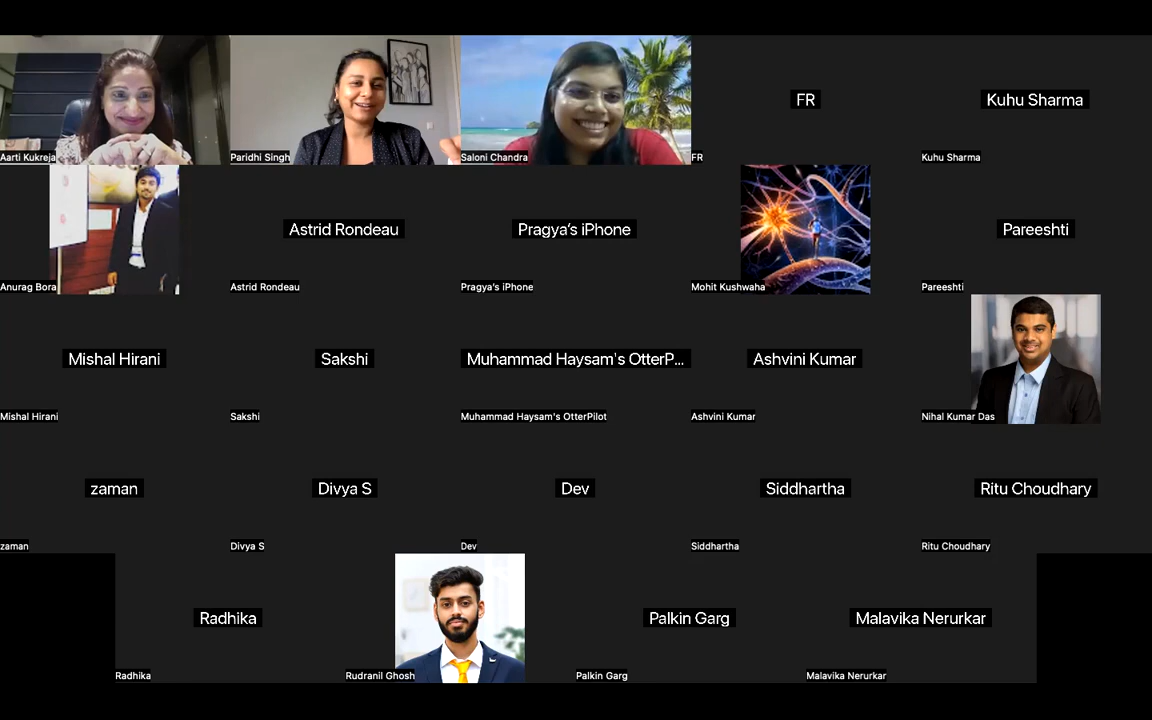 FR
Kuhu Sharma
Aarti Kukreja
Paridhi Singh
Saloni Chandra
FR
Kuhu Sharma
Astrid Rondeau
Pragya’s iPhone
Pareeshti
Anurag Bora
Astrid Rondeau
Pragya’s iPhone
Mohit Kushwaha
Pareeshti
Mishal Hirani
Sakshi
Muhammad Haysam's OtterP...
Ashvini Kumar
Mishal Hirani
Sakshi
Muhammad Haysam's OtterPilot
Ashvini Kumar
Nihal Kumar Das
zaman
Divya S
Dev
Siddhartha
Ritu Choudhary
zaman
Divya S
Dev
Siddhartha
Ritu Choudhary
Radhika
Palkin Garg
Malavika Nerurkar
Radhika
Rudranil Ghosh
Palkin Garg
Malavika Nerurkar